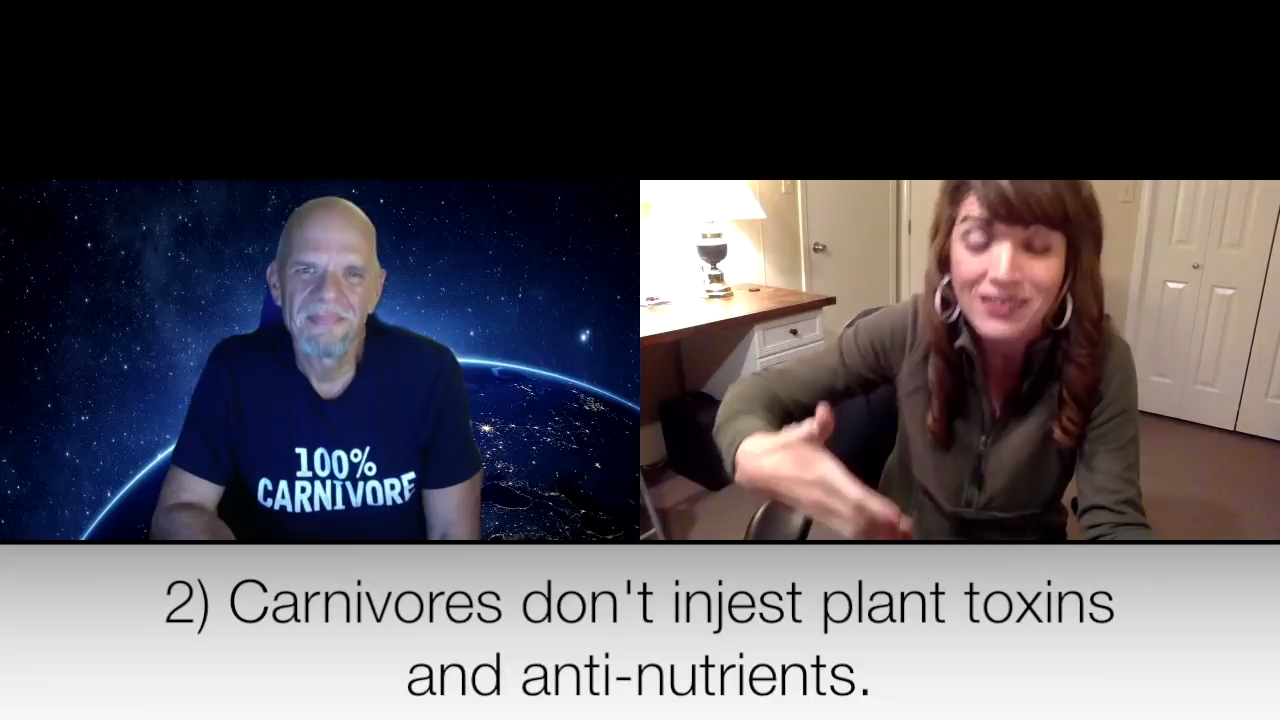 100%
CARNIVORE
2) Carnivores don't injest plant toxins
and anti-nutrients.